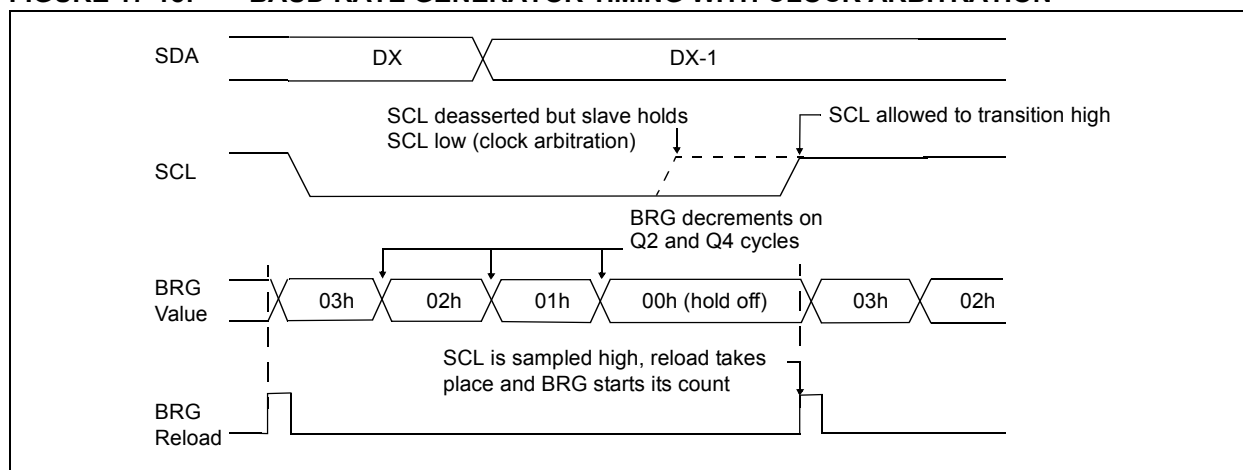 SDA
DX
DX-1
SCL deasserted but slave holds
SCL low (clock arbitration)
SCL allowed to transition high
SCL
BRG decrements on
Q2 and Q4 cycles
BRG
Value
03h
02h
01h
00h (hold off)
03h
02h
SCL is sampled high, reload takes
place and BRG starts its count
BRG
Reload